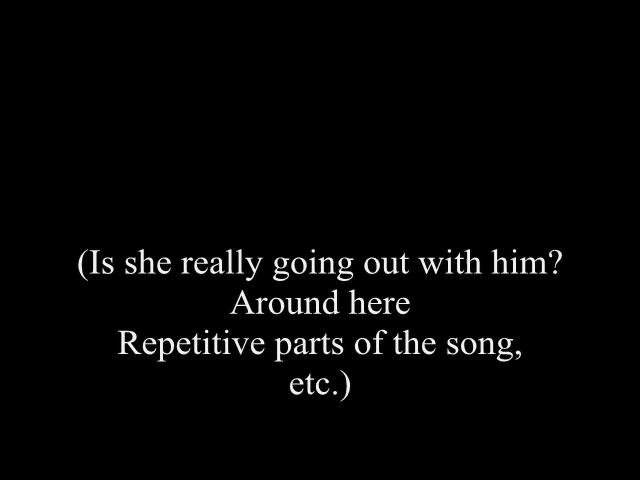 (Is she really going out with him?
Around here
Repetitive parts of the song,
etc.)